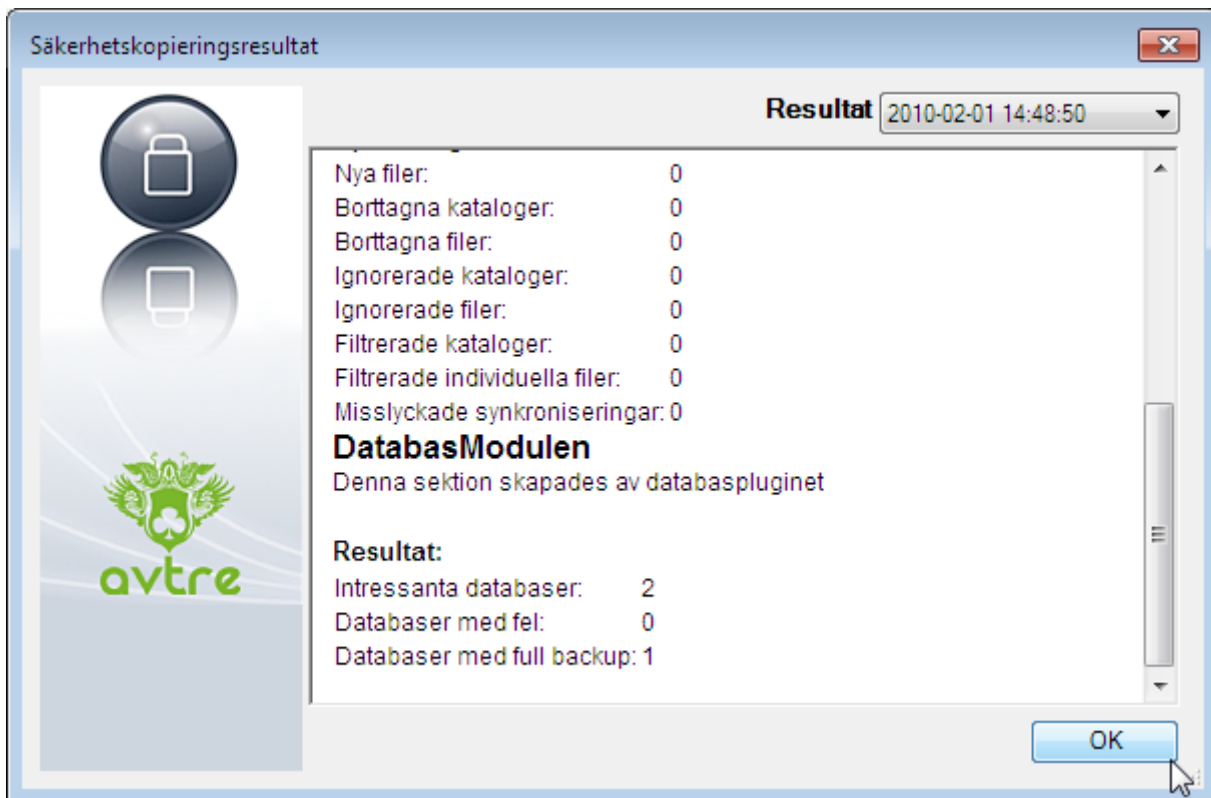 Säkerhetskopieringsresultat
Resultat 2010-02-01 14:48:50
Nya filer: 0
Borttagna kataloger: 0
Borttagna filer: 0
Ignorerade kataloger: 0
Ignorerade filer: 0
Filtrerade kataloger: 0
Filtrerade individuella filer: 0
Misslyckade synkroniseringar: 0
DatabasModulen
Denna sektion skapades av databaspluginet
Resultat:
Intressanta databaser: 2
Databaser med fel: 0
Databaser med full backup: 1
avtre
OK